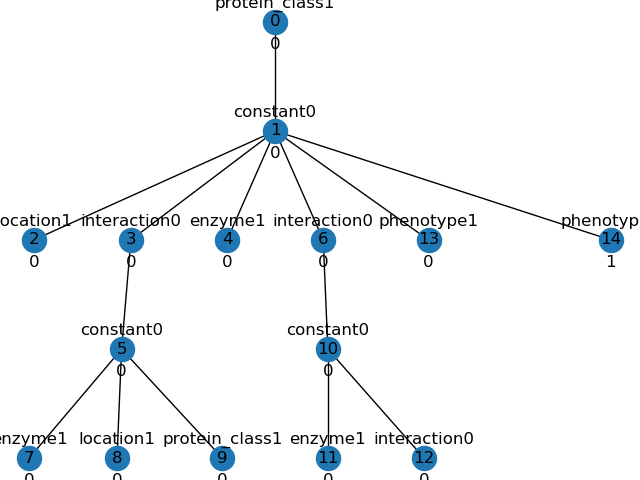 protein_class1
0
0
constant0
1
0
location1 interaction0 enzyme1 interaction0 phenotype1 phenotyp
2 3 4 6 13 14
0 0 0 0 0 1
constant0 constant0
5 10
0 0
enzyme1 location1 protein_class1 enzyme1 interaction0
7 8 9 11 12
0 0 0 0 0